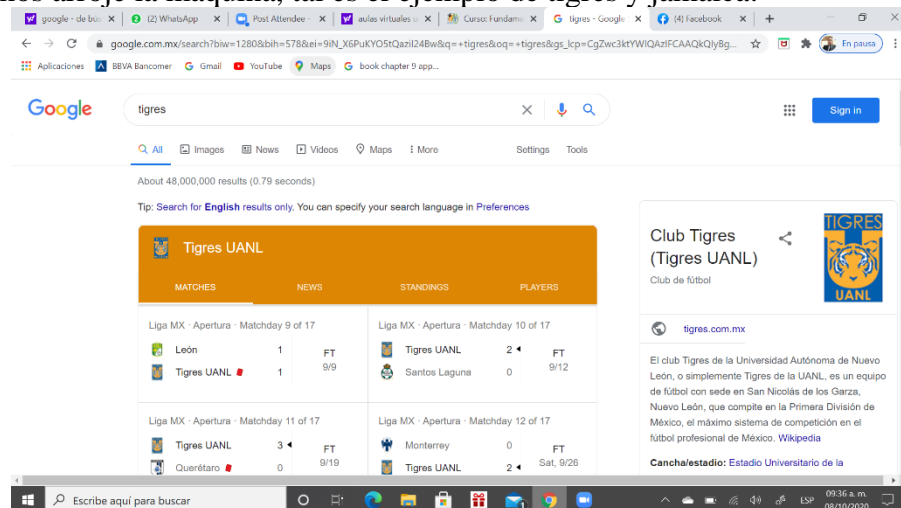 nos arroje la maquina, tal es el ejemplo de tigres y jamaica.
google - de bús
(2) WhatsApp
Post Attendee -
aulas virtuales u
Curso: Fundame
tigres - Google
(4) Facebook
google.com.mx/search?biw=1280&bih=578&ei=9iN_X6PuKYO5tQaziI24Bw&q=+tigres&oq=+tigres&gs_lcp=CgZwc3ktYWIQAzIFCAAQkQIyBg...
En pausa
Aplicaciones BBVA Bancomer Gmail YouTube Maps book chapter 9 app...
Google
tigres
Sign in
All Images News Videos Maps More Settings Tools
About 48,000,000 results (0.79 seconds)
Tip: Search for English results only. You can specify your search language in Preferences
Tigres UANL
MATCHES NEWS STANDINGS PLAYERS
Liga MX · Apertura · Matchday 9 of 17
León 1
Tigres UANL 1
FT
9/9
Liga MX · Apertura · Matchday 10 of 17
Tigres UANL 2
Santos Laguna 0
FT
9/12
Liga MX · Apertura · Matchday 11 of 17
Tigres UANL 3
Querétaro 0
FT
9/19
Liga MX · Apertura · Matchday 12 of 17
Monterrey 0
Tigres UANL 2
FT
Sat, 9/26
Club Tigres
(Tigres UANL)
Club de fútbol
TIGRES
UANL
tigres.com.mx
El club Tigres de la Universidad Autónoma de Nuevo
León, o simplemente Tigres de la UANL, es un equipo
de fútbol con sede en San Nicolás de los Garza,
Nuevo León, que compite en la Primera División de
México, el máximo sistema de competición en el
fútbol profesional de México. Wikipedia
Cancha/estadio: Estadio Universitario de la
Escribe aquí para buscar
ESP
09:36 a. m.
08/10/2020